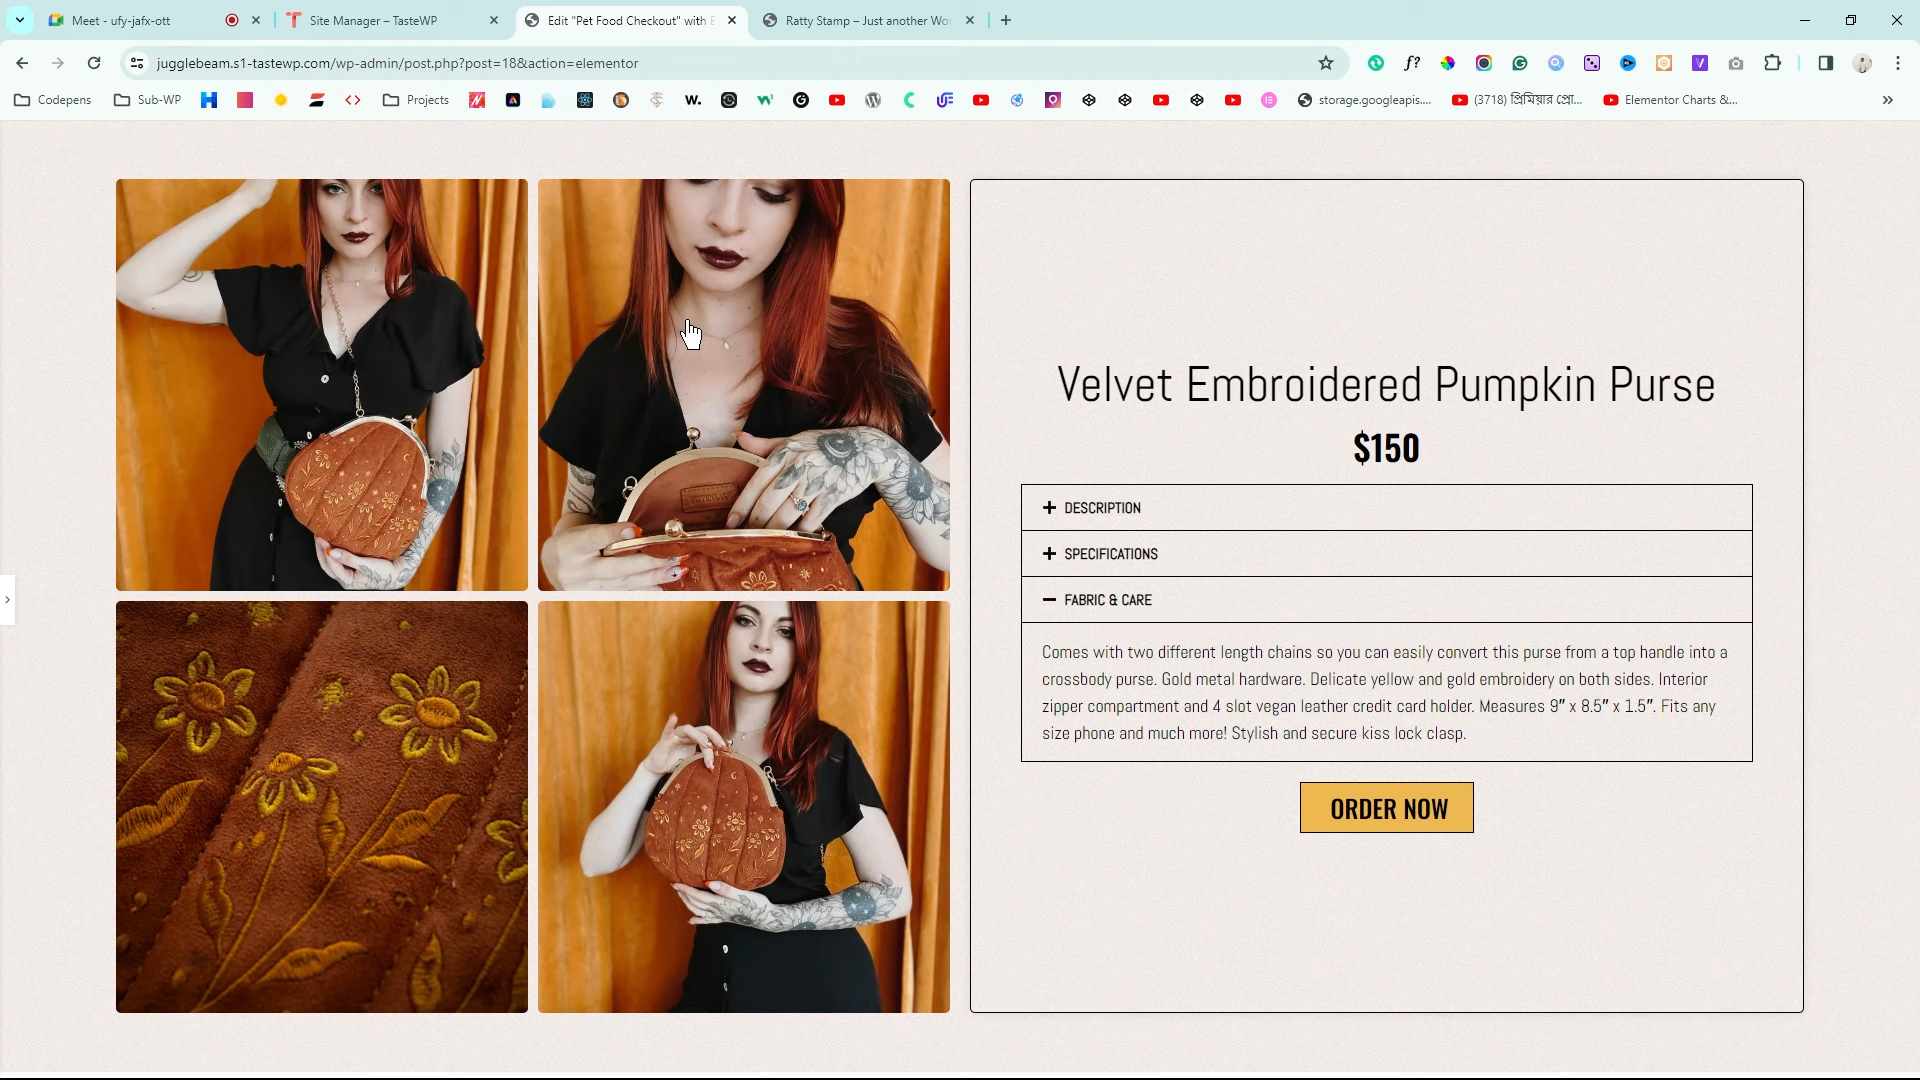 Meet - ufy-jafx-ott
Site Manager – TasteWP
Edit "Pet Food Checkout" with E
Ratty Stamp – Just another Wo
jugglebeam.s1-tastewp.com/wp-admin/post.php?post=18&action=elementor
f?
Codepens
Sub-WP
Projects
storage.googleapis....
(3718) প্রিমিয়ার প্রো...
Elementor Charts &...
Velvet Embroidered Pumpkin Purse
$150
DESCRIPTION
SPECIFICATIONS
FABRIC & CARE
Comes with two different length chains so you can easily convert this purse from a top handle into a
crossbody purse. Gold metal hardware. Delicate yellow and gold embroidery on both sides. Interior
zipper compartment and 4 slot vegan leather credit card holder. Measures 9″ x 8.5″ x 1.5″. Fits any
size phone and much more! Stylish and secure kiss lock clasp.
ORDER NOW